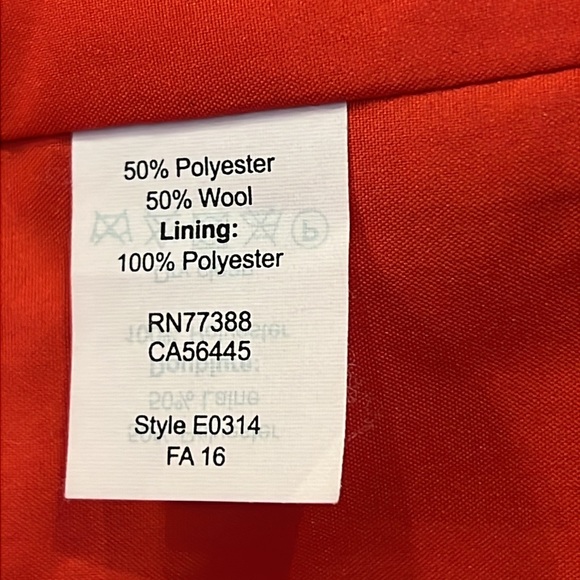 50% Polyester
50% Wool
Lining:
100% Polyester
RN77388
CA56445
Style E0314
FA 16